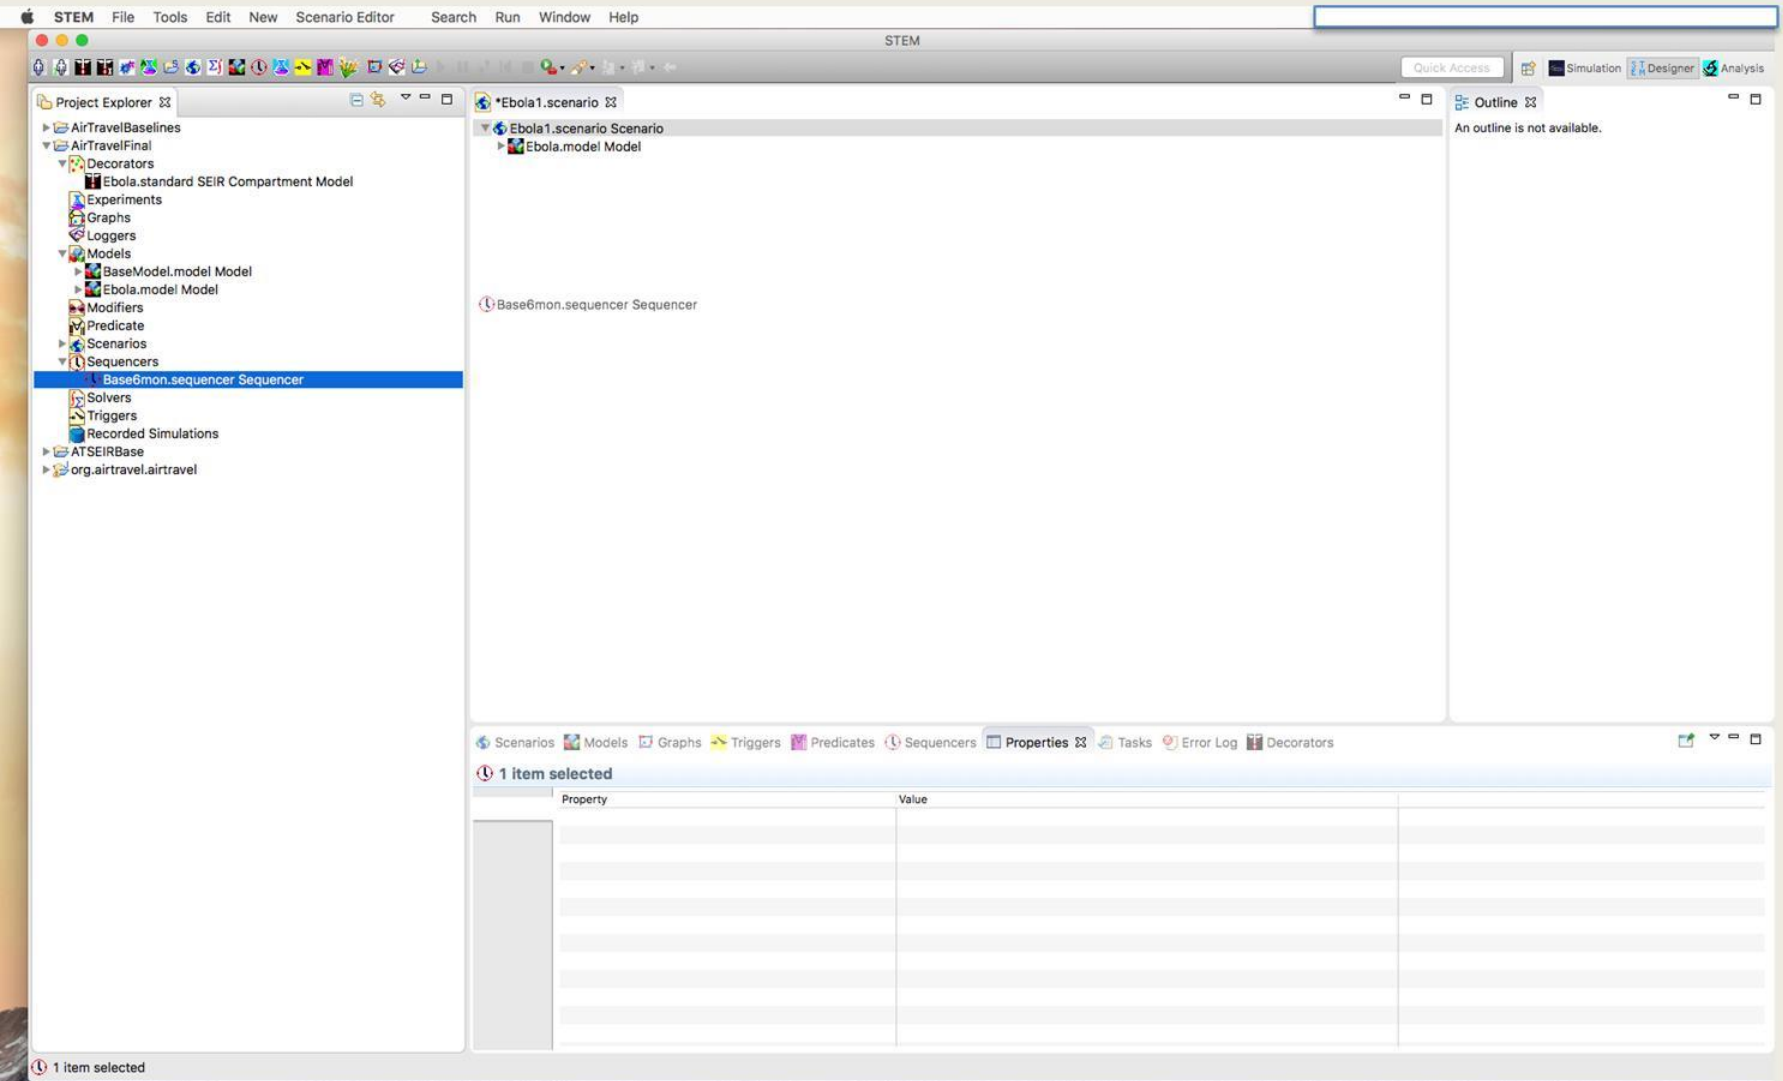 STEM File Tools Edit New Scenario Editor Search Run Window Help
STEM
Quick Access Simulation Designer Analysis
Project Explorer
AirTravelBaselines
AirTravelFinal
Decorators
Ebola.standard SEIR Compartment Model
Experiments
Graphs
Loggers
Models
BaseModel.model Model
Ebola.model Model
Modifiers
Predicate
Scenarios
Sequencers
Base6mon.sequencer Sequencer
Solvers
Triggers
Recorded Simulations
ATSEIRBase
org.airtravel.airtravel
*Ebola1.scenario
Ebola1.scenario Scenario
Ebola.model Model
Base6mon.sequencer Sequencer
Outline
An outline is not available.
Scenarios Models Graphs Triggers Predicates Sequencers Properties Tasks Error Log Decorators
1 item selected
Property Value
1 item selected